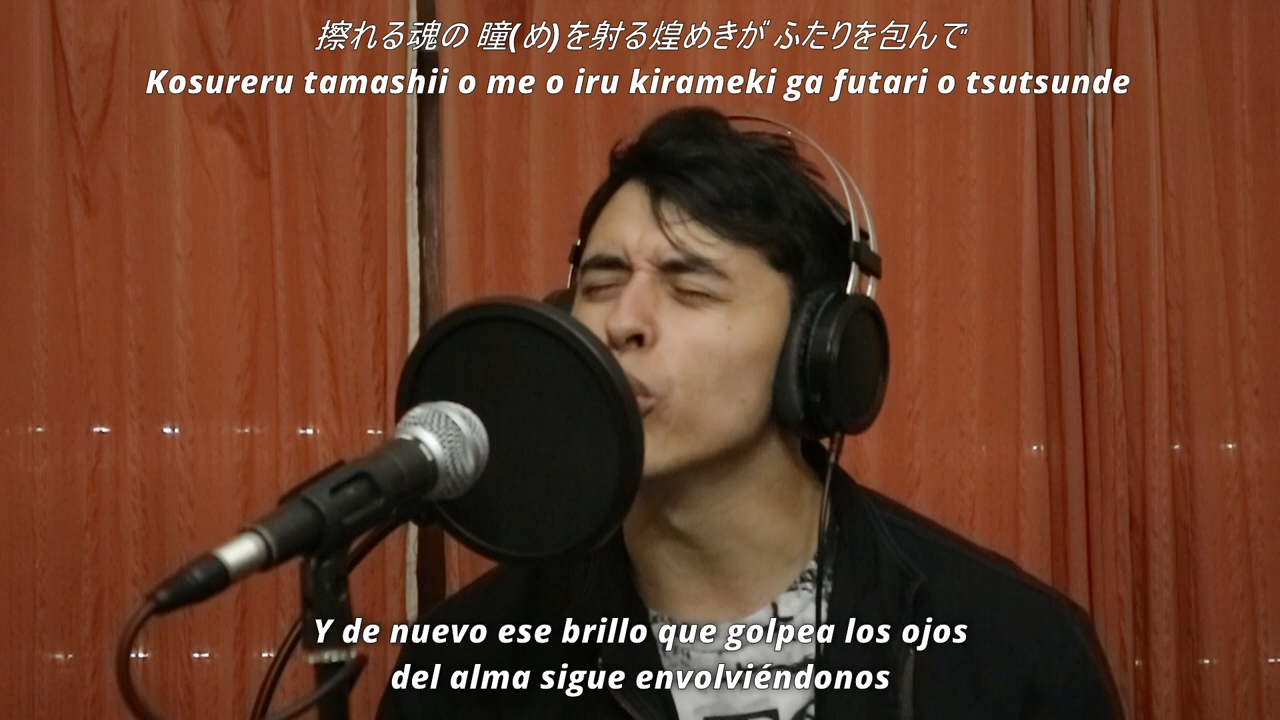 擦れる魂の 瞳(め)を射る煌めきが ふたりを包んで
Kosureru tamashii o me o iru kirameki ga futari o tsutsunde
Y de nuevo ese brillo que golpea los ojos
del alma sigue envolviéndonos